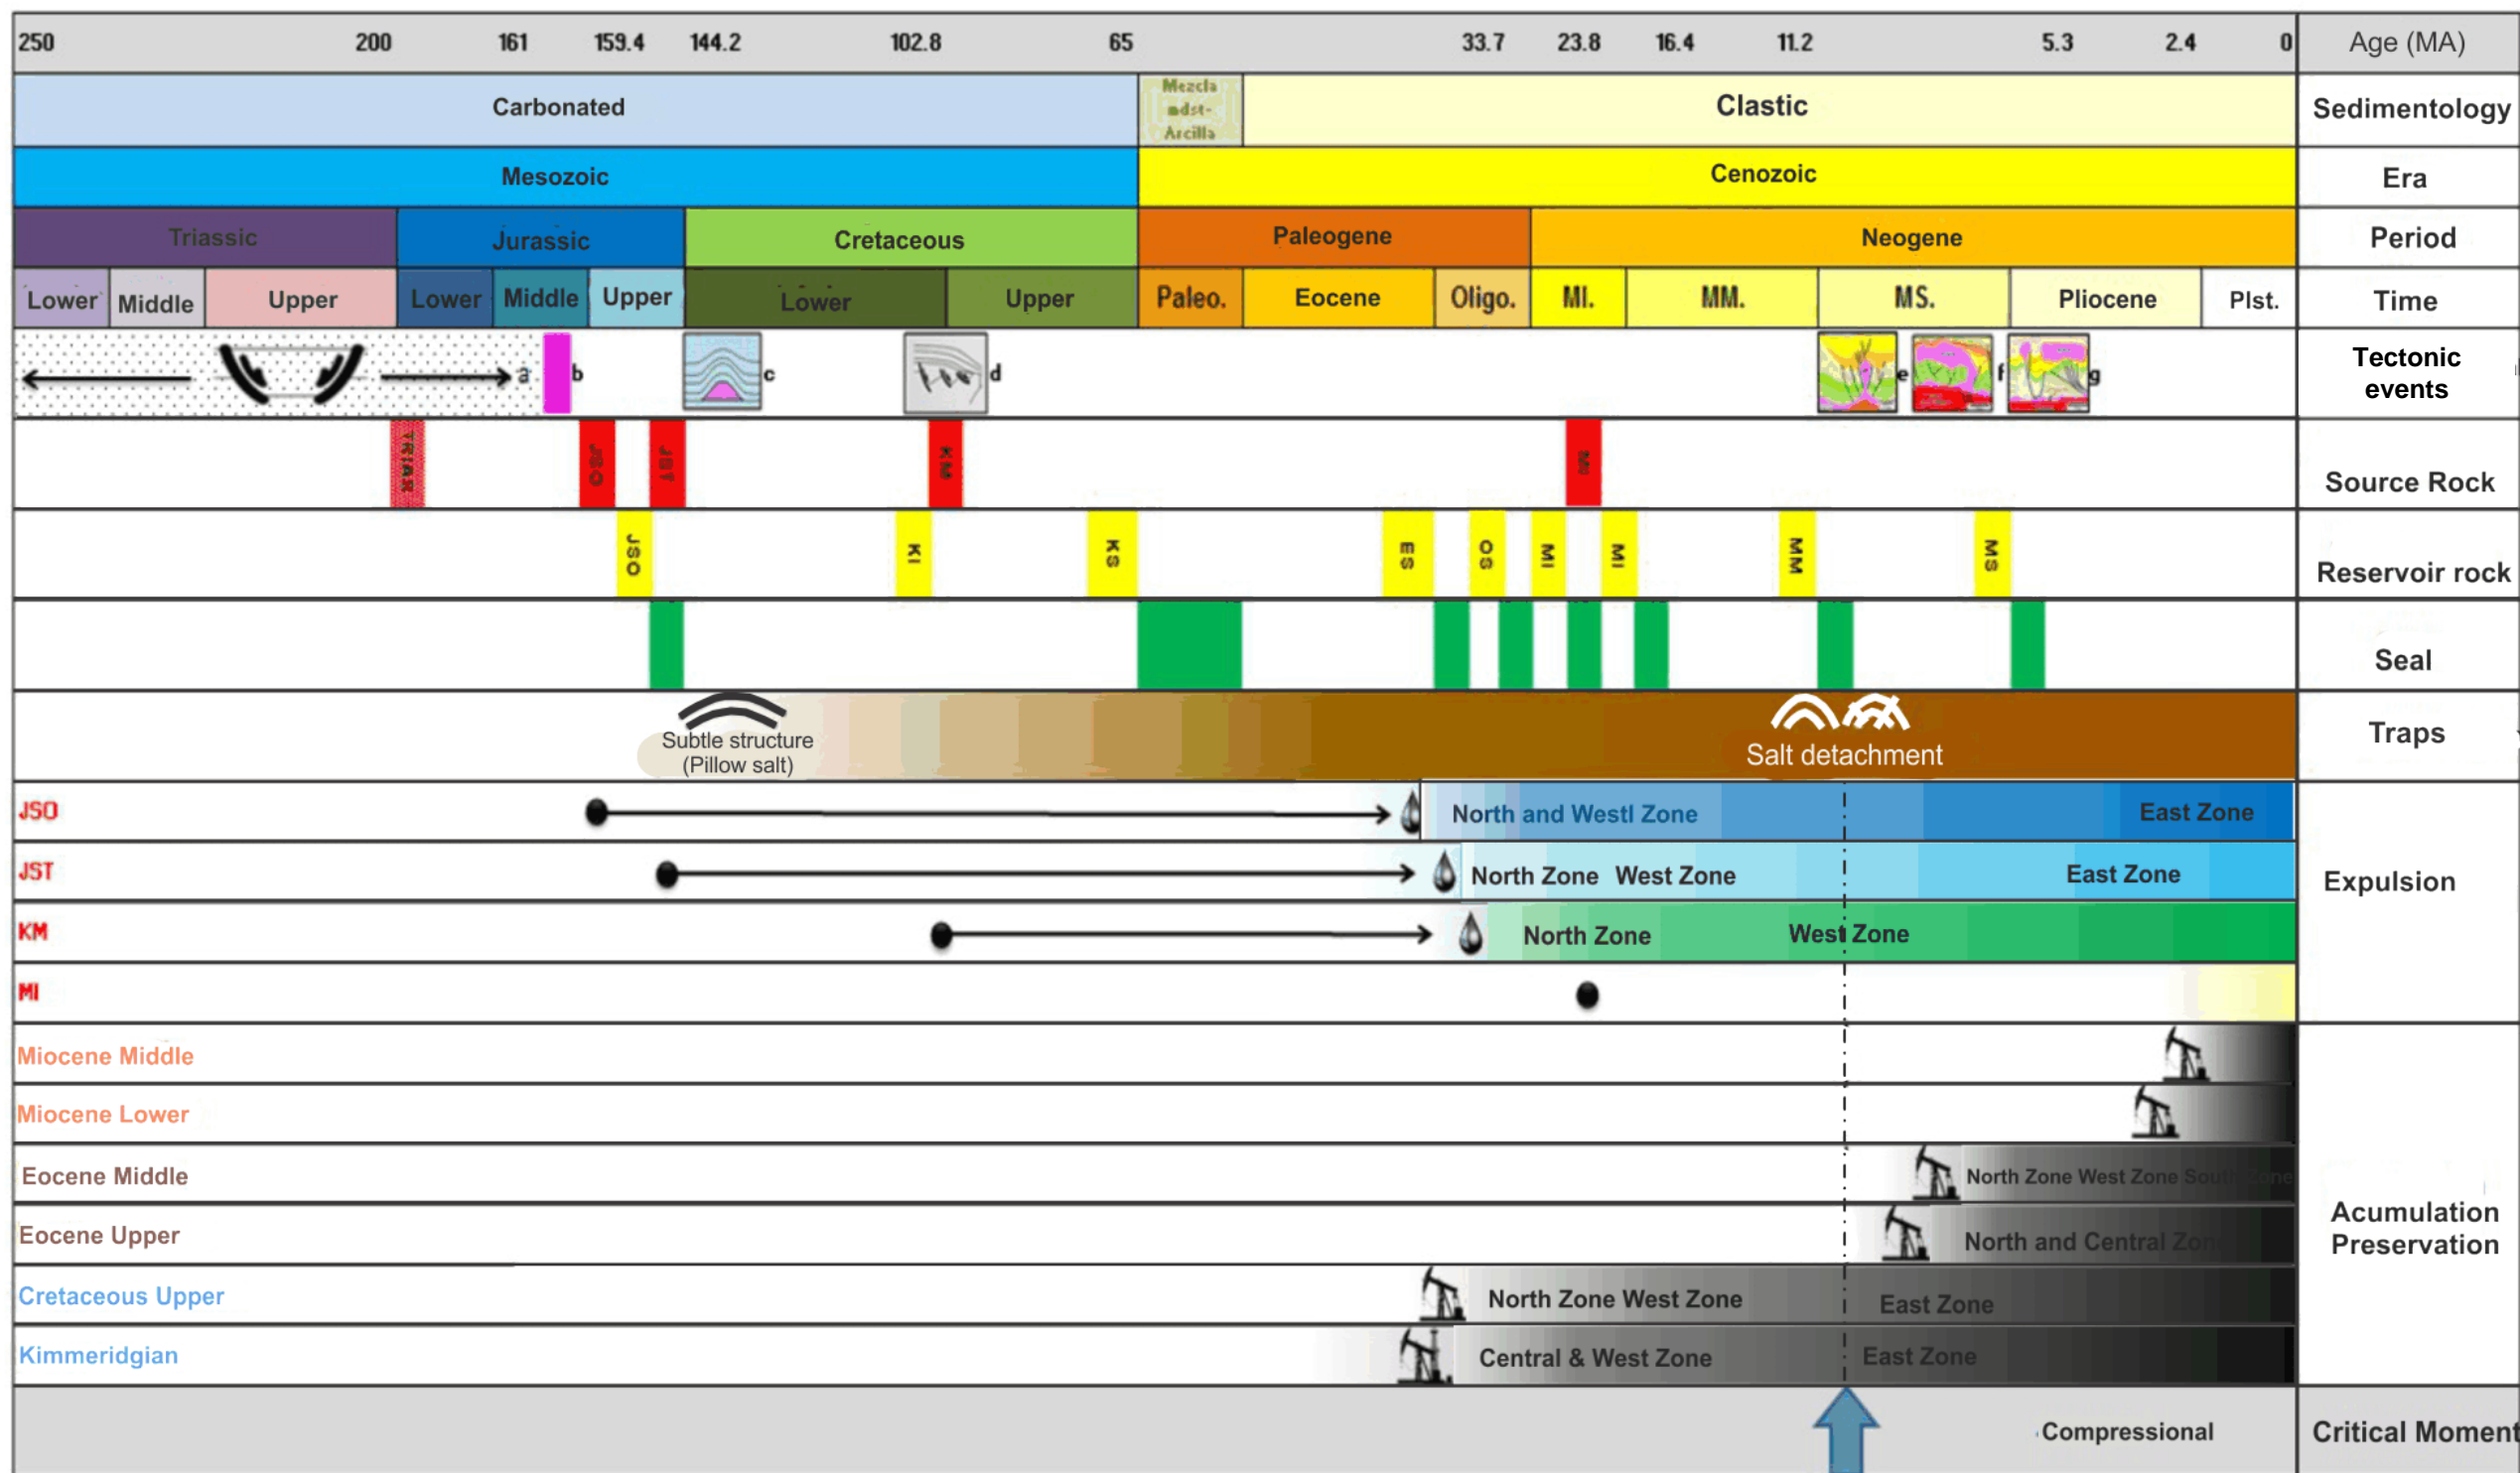 250 200 161 159.4 144.2 102.8 65 33.7 23.8 16.4 11.2 5.3 2.4 0 Age (MA)
Carbonated
Mezcla
mdst-
Arcilla
Clastic
Sedimentology
Mesozoic Cenozoic Era
Triassic Jurassic Cretaceous Paleogene Neogene Period
Lower Middle Upper Lower Middle Upper Lower Upper Paleo. Eocene Oligo. MI. MM. MS. Pliocene Plst. Time
a b c d e f g
Tectonic
events
TRIAS JSO JST KM MI Source Rock
JSO KI KS ES OS MI MI MM MS Reservoir rock
Seal
Subtle structure
(Pillow salt)
Salt detachment
Traps
JSO North and Westl Zone East Zone
JST North Zone West Zone East Zone
Expulsion
KM North Zone West Zone
MI
Miocene Middle
Miocene Lower
Eocene Middle North Zone West Zone South Zone
Eocene Upper North and Central Zone
Acumulation
Preservation
Cretaceous Upper North Zone West Zone East Zone
Kimmeridgian Central & West Zone East Zone
Compressional Critical Moment